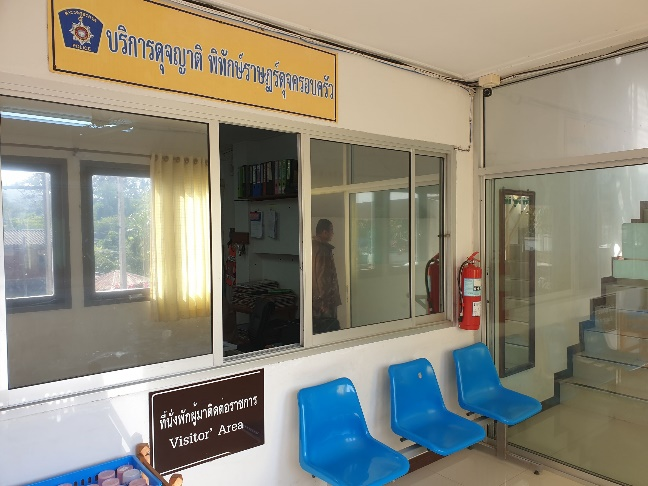 บริการดุจญาติ พิทักษ์ราษฎร์ดุจครอบครัว
POLICE
ที่นั่งพักผู้มาติดต่อราชการ
Visitor' Area